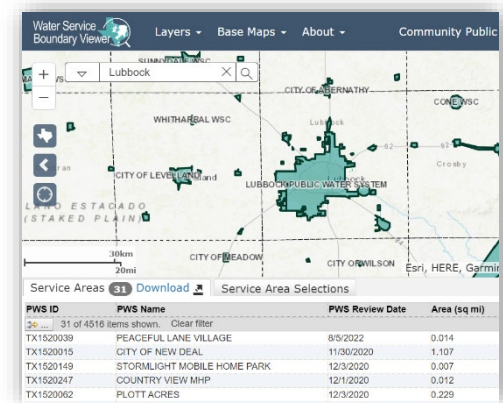 Water Service
Boundary Viewer
Layers
Base Maps
About
Community Public
SUNNYDALE WSC
Lubbock
CITY OF ABERNATHY
CONE WSC
WHITHARRAL WSC
Lubbock
82
Crosby
CITY OF LEVELLAND
LUBBOCK PUBLIC WATER SYSTEM
Lubbock
LLANO ESTACADO
(STAKED PLAIN)
30km
20mi
CITY OF MEADOW
CITY OF WILSON
Esri, HERE, Garmin
Service Areas 31 Download
Service Area Selections
PWS ID PWS Name PWS Review Date Area (sq mi)
... 31 of 4516 items shown. Clear filter
TX1520039 PEACEFUL LANE VILLAGE 8/5/2022 0.014
TX1520015 CITY OF NEW DEAL 11/30/2020 1.107
TX1520149 STORMLIGHT MOBILE HOME PARK 12/3/2020 0.007
TX1520247 COUNTRY VIEW MHP 12/1/2020 0.012
TX1520062 PLOTT ACRES 12/3/2020 0.229